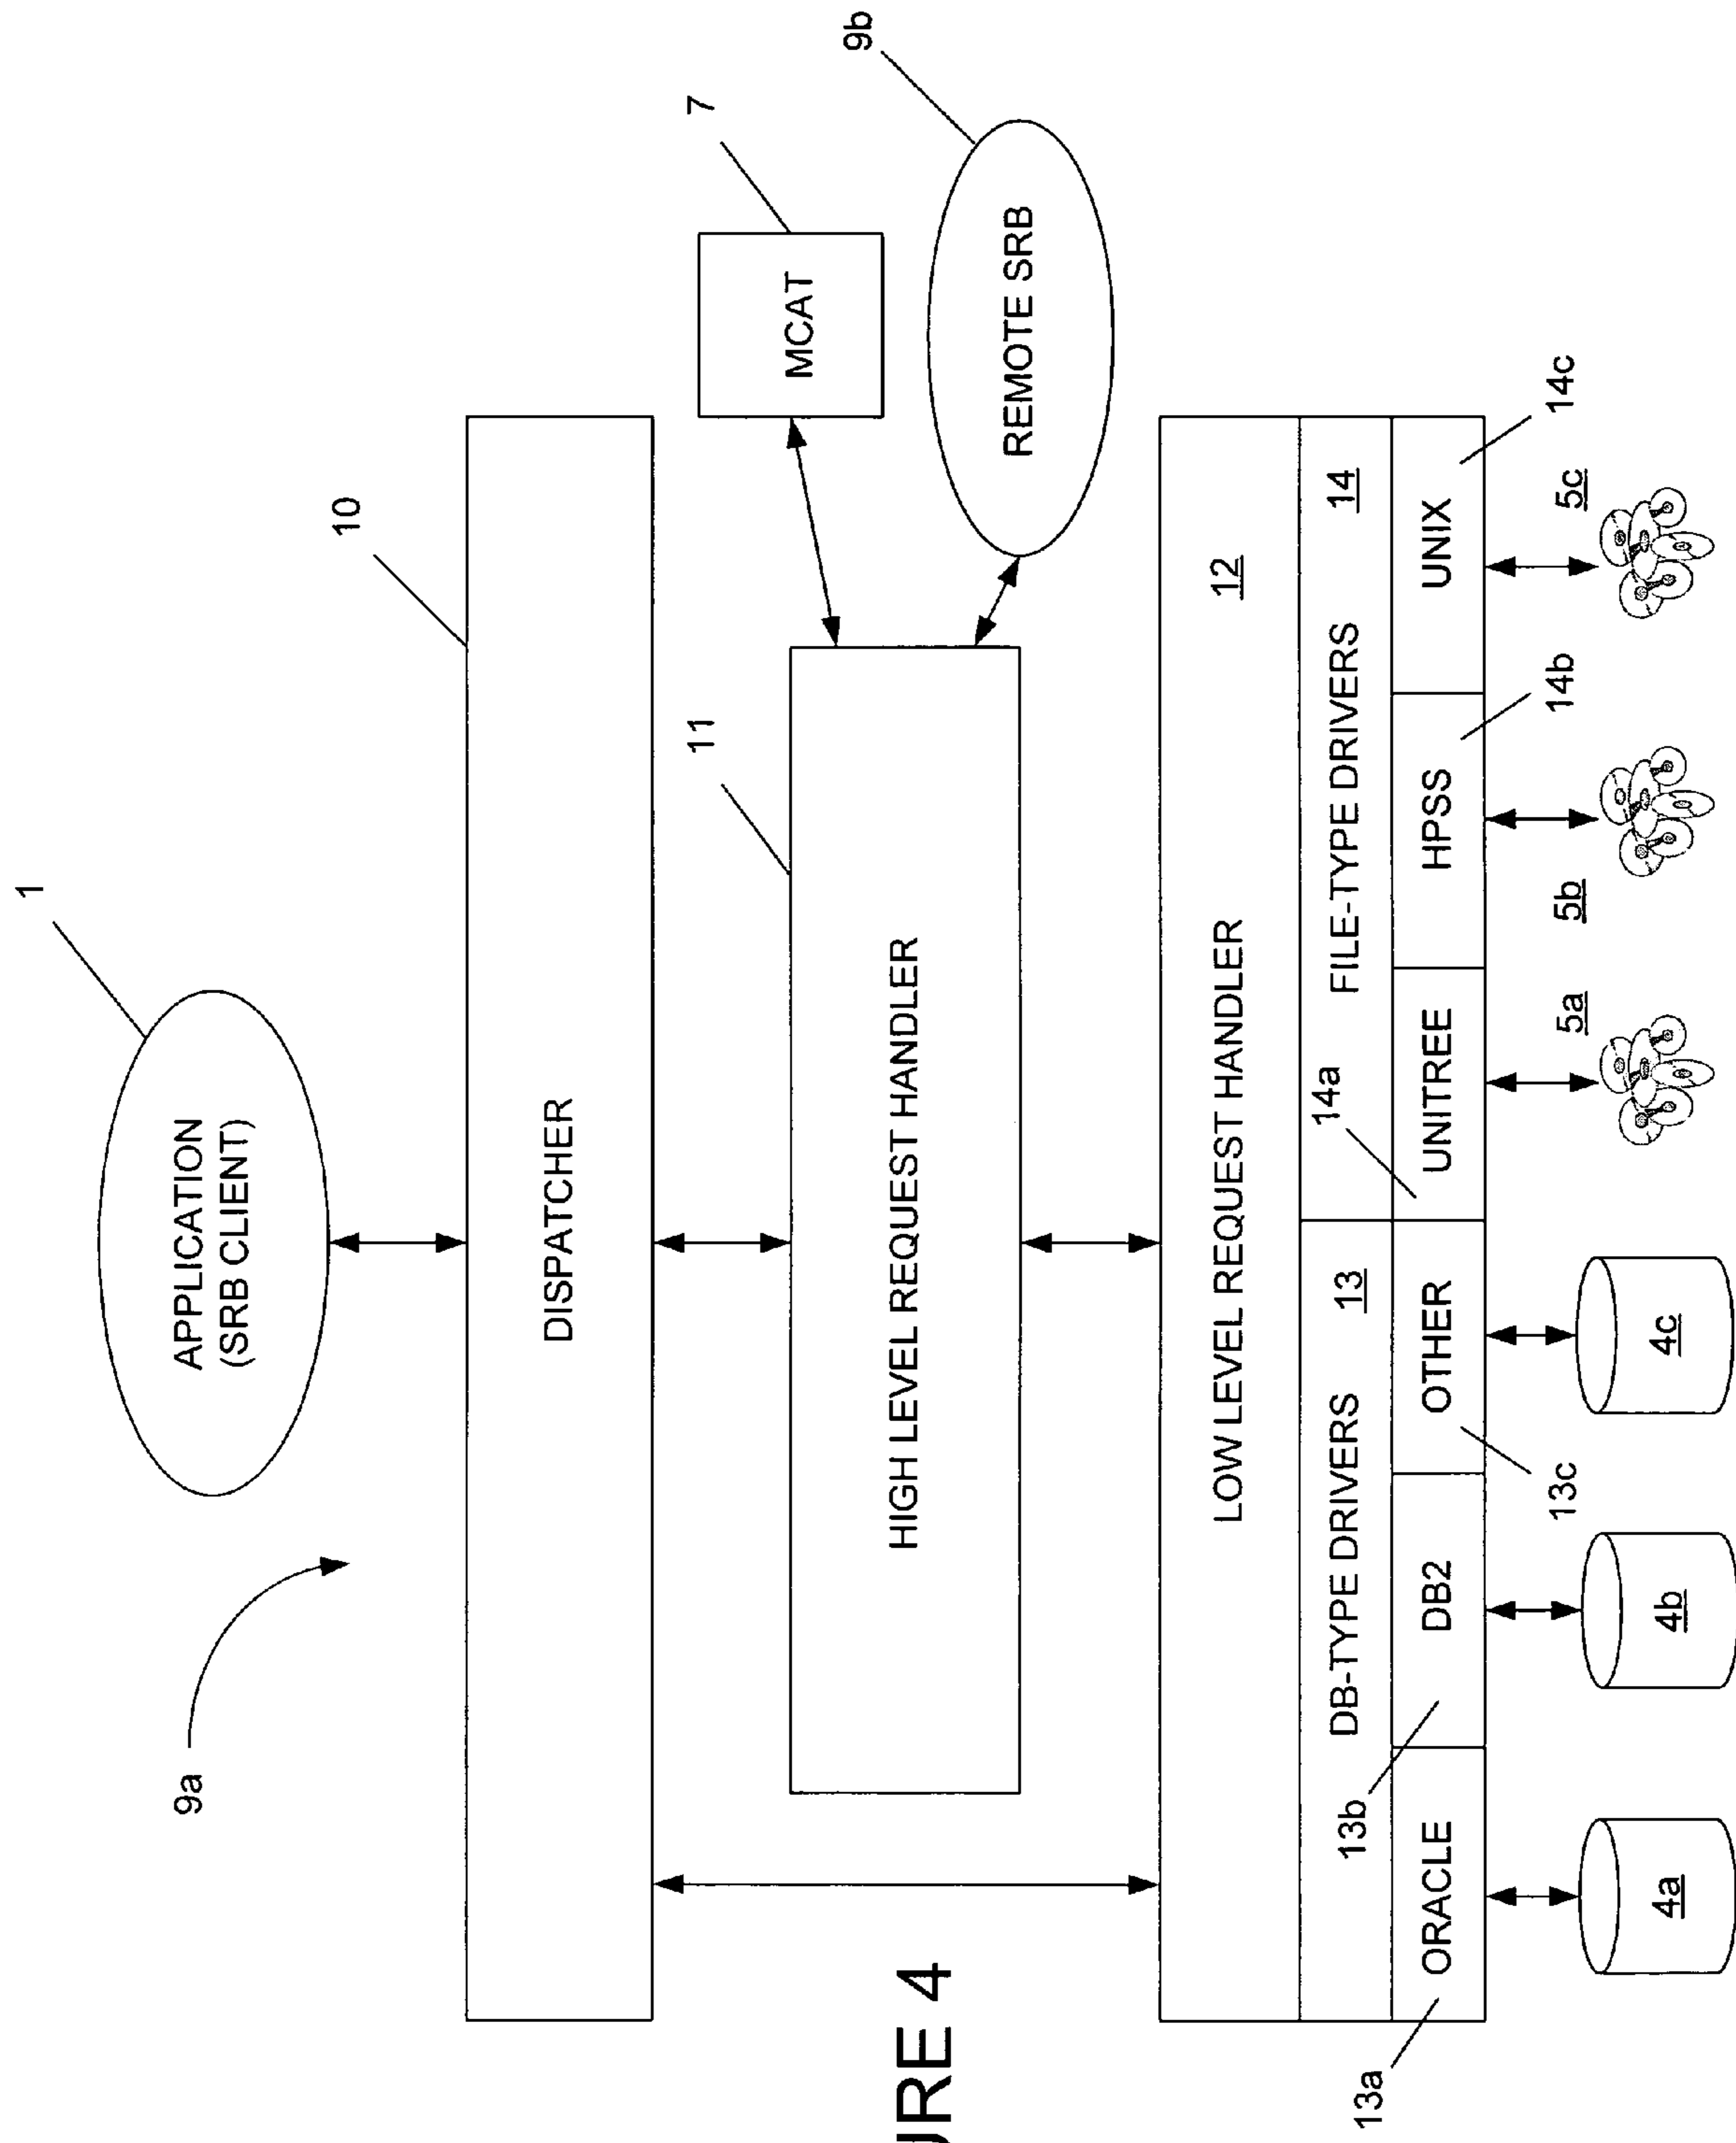 1
APPLICATION
(SRB CLIENT)
9a
10
DISPATCHER
7
MCAT
11
HIGH LEVEL REQUEST HANDLER
9b
REMOTE SRB
URE 4
LOW LEVEL REQUEST HANDLER 12
DB-TYPE DRIVERS 13
FILE-TYPE DRIVERS 14
13a
13b
13c
14a
14b
14c
ORACLE
DB2
OTHER
UNITREE
HPSS
UNIX
4a
4b
4c
5a
5b
5c